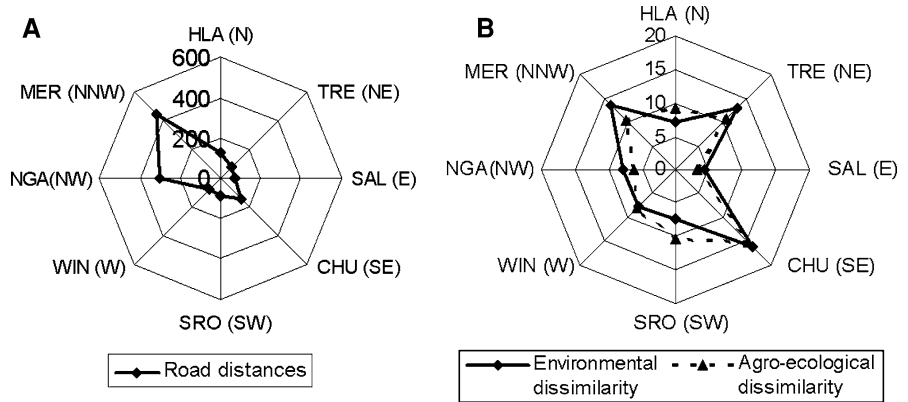 A
HLA (N)
600
400
200
0
MER (NNW)
TRE (NE)
NGA(NW)
SAL (E)
WIN (W)
CHU (SE)
SRO (SW)
Road distances
B
HLA (N)
20
15
10
5
0
MER (NNW)
TRE (NE)
NGA(NW)
SAL (E)
WIN (W)
CHU (SE)
SRO (SW)
Environmental
dissimilarity
Agro-ecological
dissimilarity